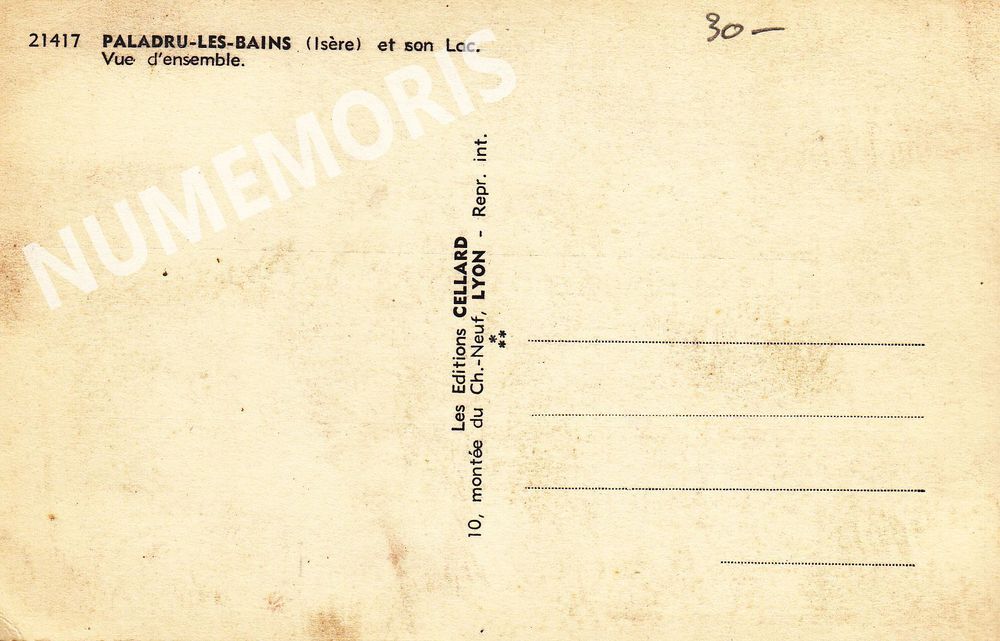 30 —
21417 PALADRU-LES-BAINS (Isère) et son Lac.
Vue d'ensemble.
NUMEMORIS
Les Editions CELLARD
10, montée du Ch.-Neuf, LYON - Repr. int.